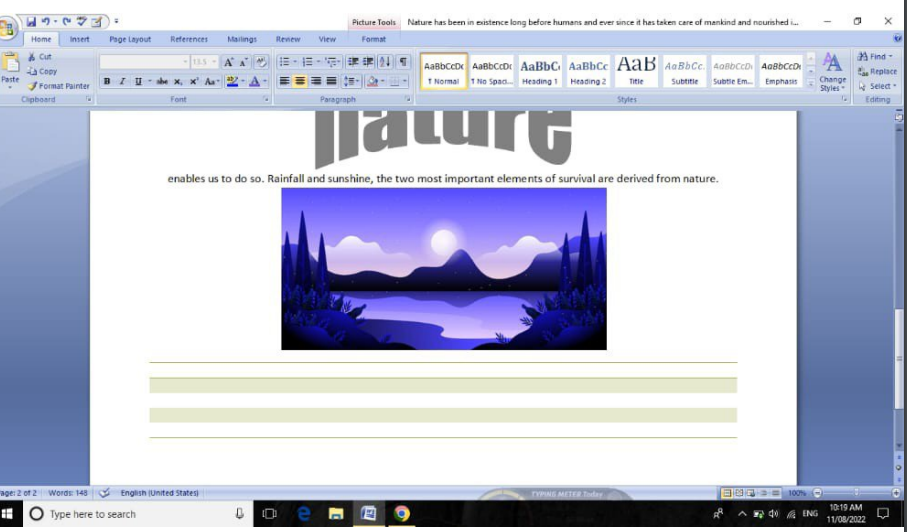 Picture Tools
Nature has been in existence long before humans and ever since it has taken care of mankind and nourished i...
Home Insert Page Layout References Mailings Review View Format
Paste
Cut
Copy
Format Painter
Clipboard
13.5
Font
Paragraph
AaBbCcDc AaBbCcDc AaBbC AaBbCc AaB AaBbCc. AaBbCcDc AaBbCcDc
¶ Normal ¶ No Spaci... Heading 1 Heading 2 Title Subtitle Subtle Em... Emphasis
Change Styles
Styles
Find
Replace
Select
Editing
nature
enables us to do so. Rainfall and sunshine, the two most important elements of survival are derived from nature.
Page: 2 of 2 Words: 148 English (United States)
TYPING METER Today
100%
Type here to search
ENG
10:19 AM
11/08/2022